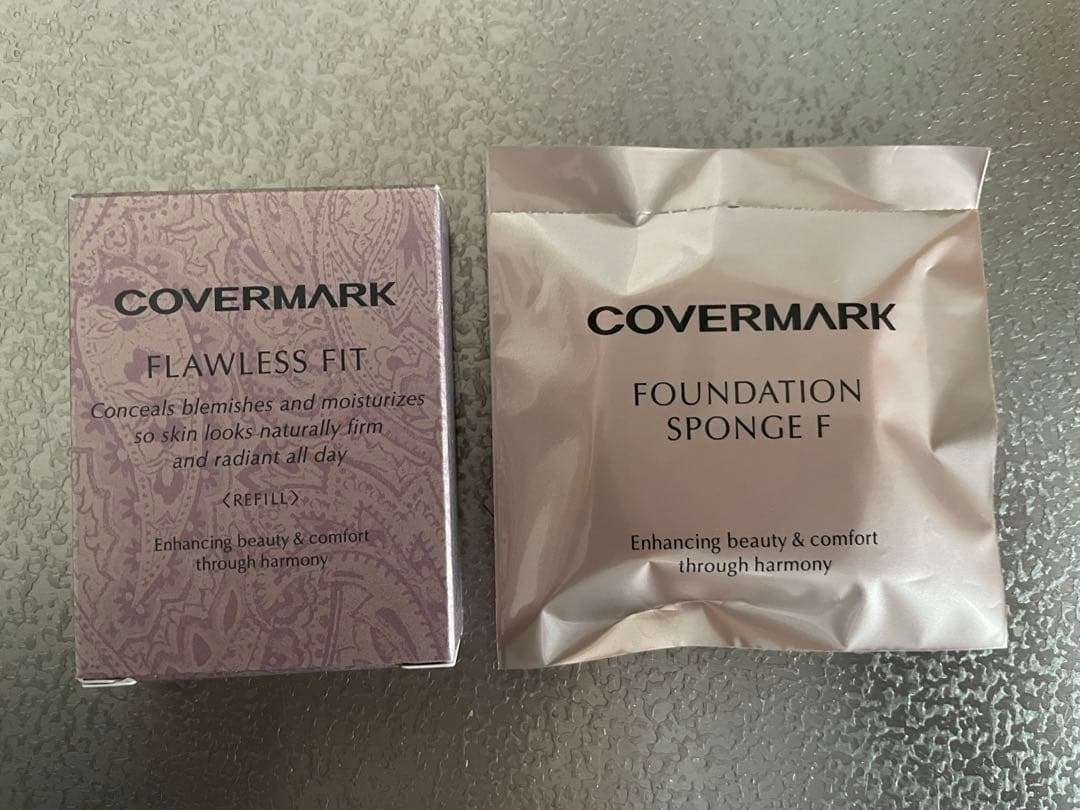 COVERMARK
FLAWLESS FIT
Conceals blemishes and moisturizes
so skin looks naturally firm
and radiant all day
<REFILL>
Enhancing beauty & comfort
through harmony
COVERMARK
FOUNDATION
SPONGE F
Enhancing beauty & comfort
through harmony